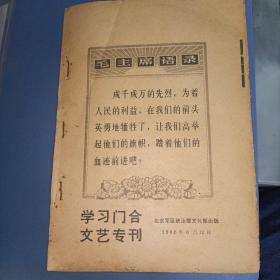 毛主席语录
成千成万的先烈，为着
人民的利益，在我们的前头
英勇地牺牲了，让我们高举
起他们的旗帜，踏着他们的
血迹前进吧！
学习门合
文艺专刊